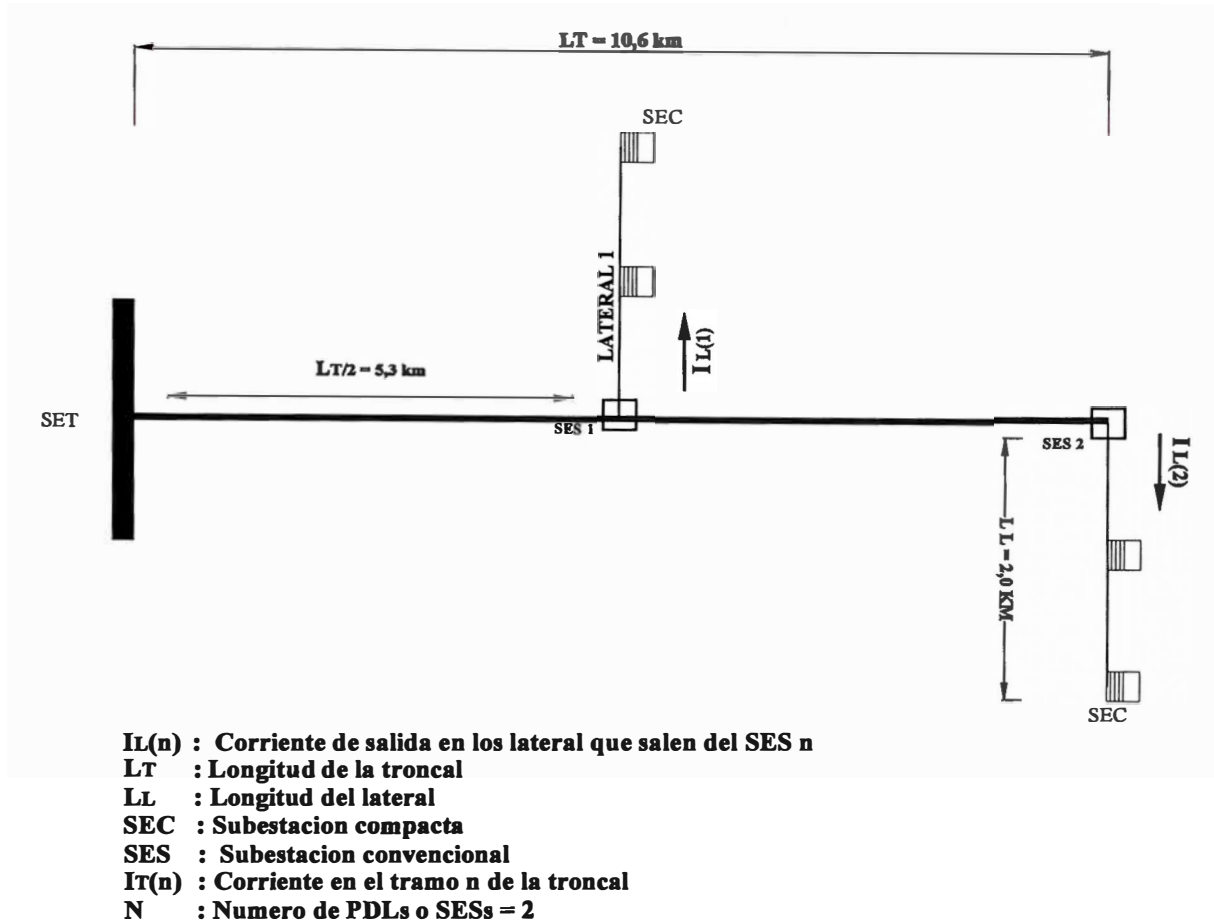 LT = 10,6 km
SEC
LATERAL 1
IL(1)
LT/2 = 5,3 km
SET
SES 1
SES 2
IL(2)
LL = 2,0 KM
SEC
IL(n) : Corriente de salida en los lateral que salen del SES n
LT : Longitud de la troncal
LL : Longitud del lateral
SEC : Subestacion compacta
SES : Subestacion convencional
IT(n) : Corriente en el tramo n de la troncal
N : Numero de PDLs o SESs = 2